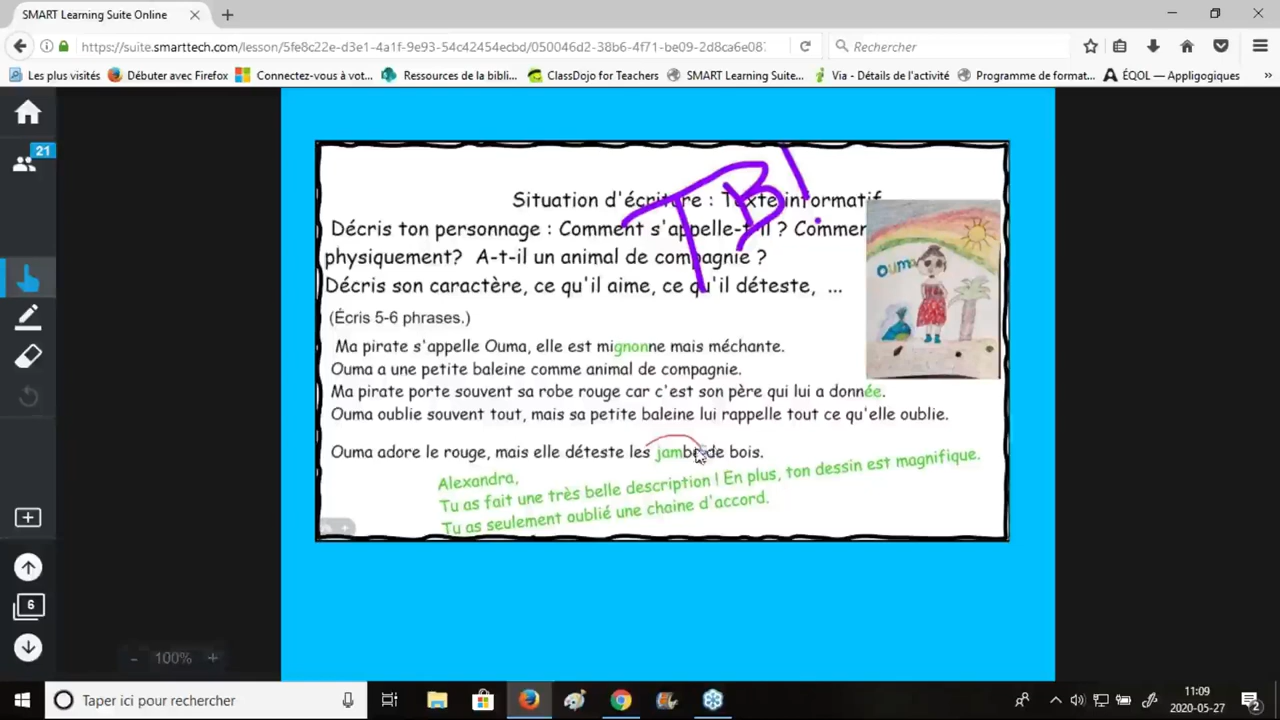 SMART Learning Suite Online
https://suite.smarttech.com/lesson/5fe8c22e-d3e1-4a1f-9e93-54c42454ecbd/050046d2-38b6-4f71-be09-2d8ca6e087
Rechercher
Les plus visités Débuter avec Firefox Connectez-vous à vot... Ressources de la bibli... ClassDojo for Teachers SMART Learning Suite... Via - Détails de l'activité Programme de format... ÉQOL — Appligogiques »
21
TB!
Situation d'écriture : Texte informatif
Décris ton personnage : Comment s'appelle-t-il ? Commen
physiquement? A-t-il un animal de compagnie ?
Décris son caractère, ce qu'il aime, ce qu'il déteste, ...
(Écris 5-6 phrases.)
Ouma
Ma pirate s'appelle Ouma, elle est mignonne mais méchante.
Ouma a une petite baleine comme animal de compagnie.
Ma pirate porte souvent sa robe rouge car c'est son père qui lui a donnée.
Ouma oublie souvent tout, mais sa petite baleine lui rappelle tout ce qu'elle oublie.
Ouma adore le rouge, mais elle déteste les jambes de bois.
Alexandra,
Tu as fait une très belle description ! En plus, ton dessin est magnifique.
Tu as seulement oublié une chaine d'accord.
6
- 100% +
Taper ici pour rechercher
11:09
2020-05-27
2